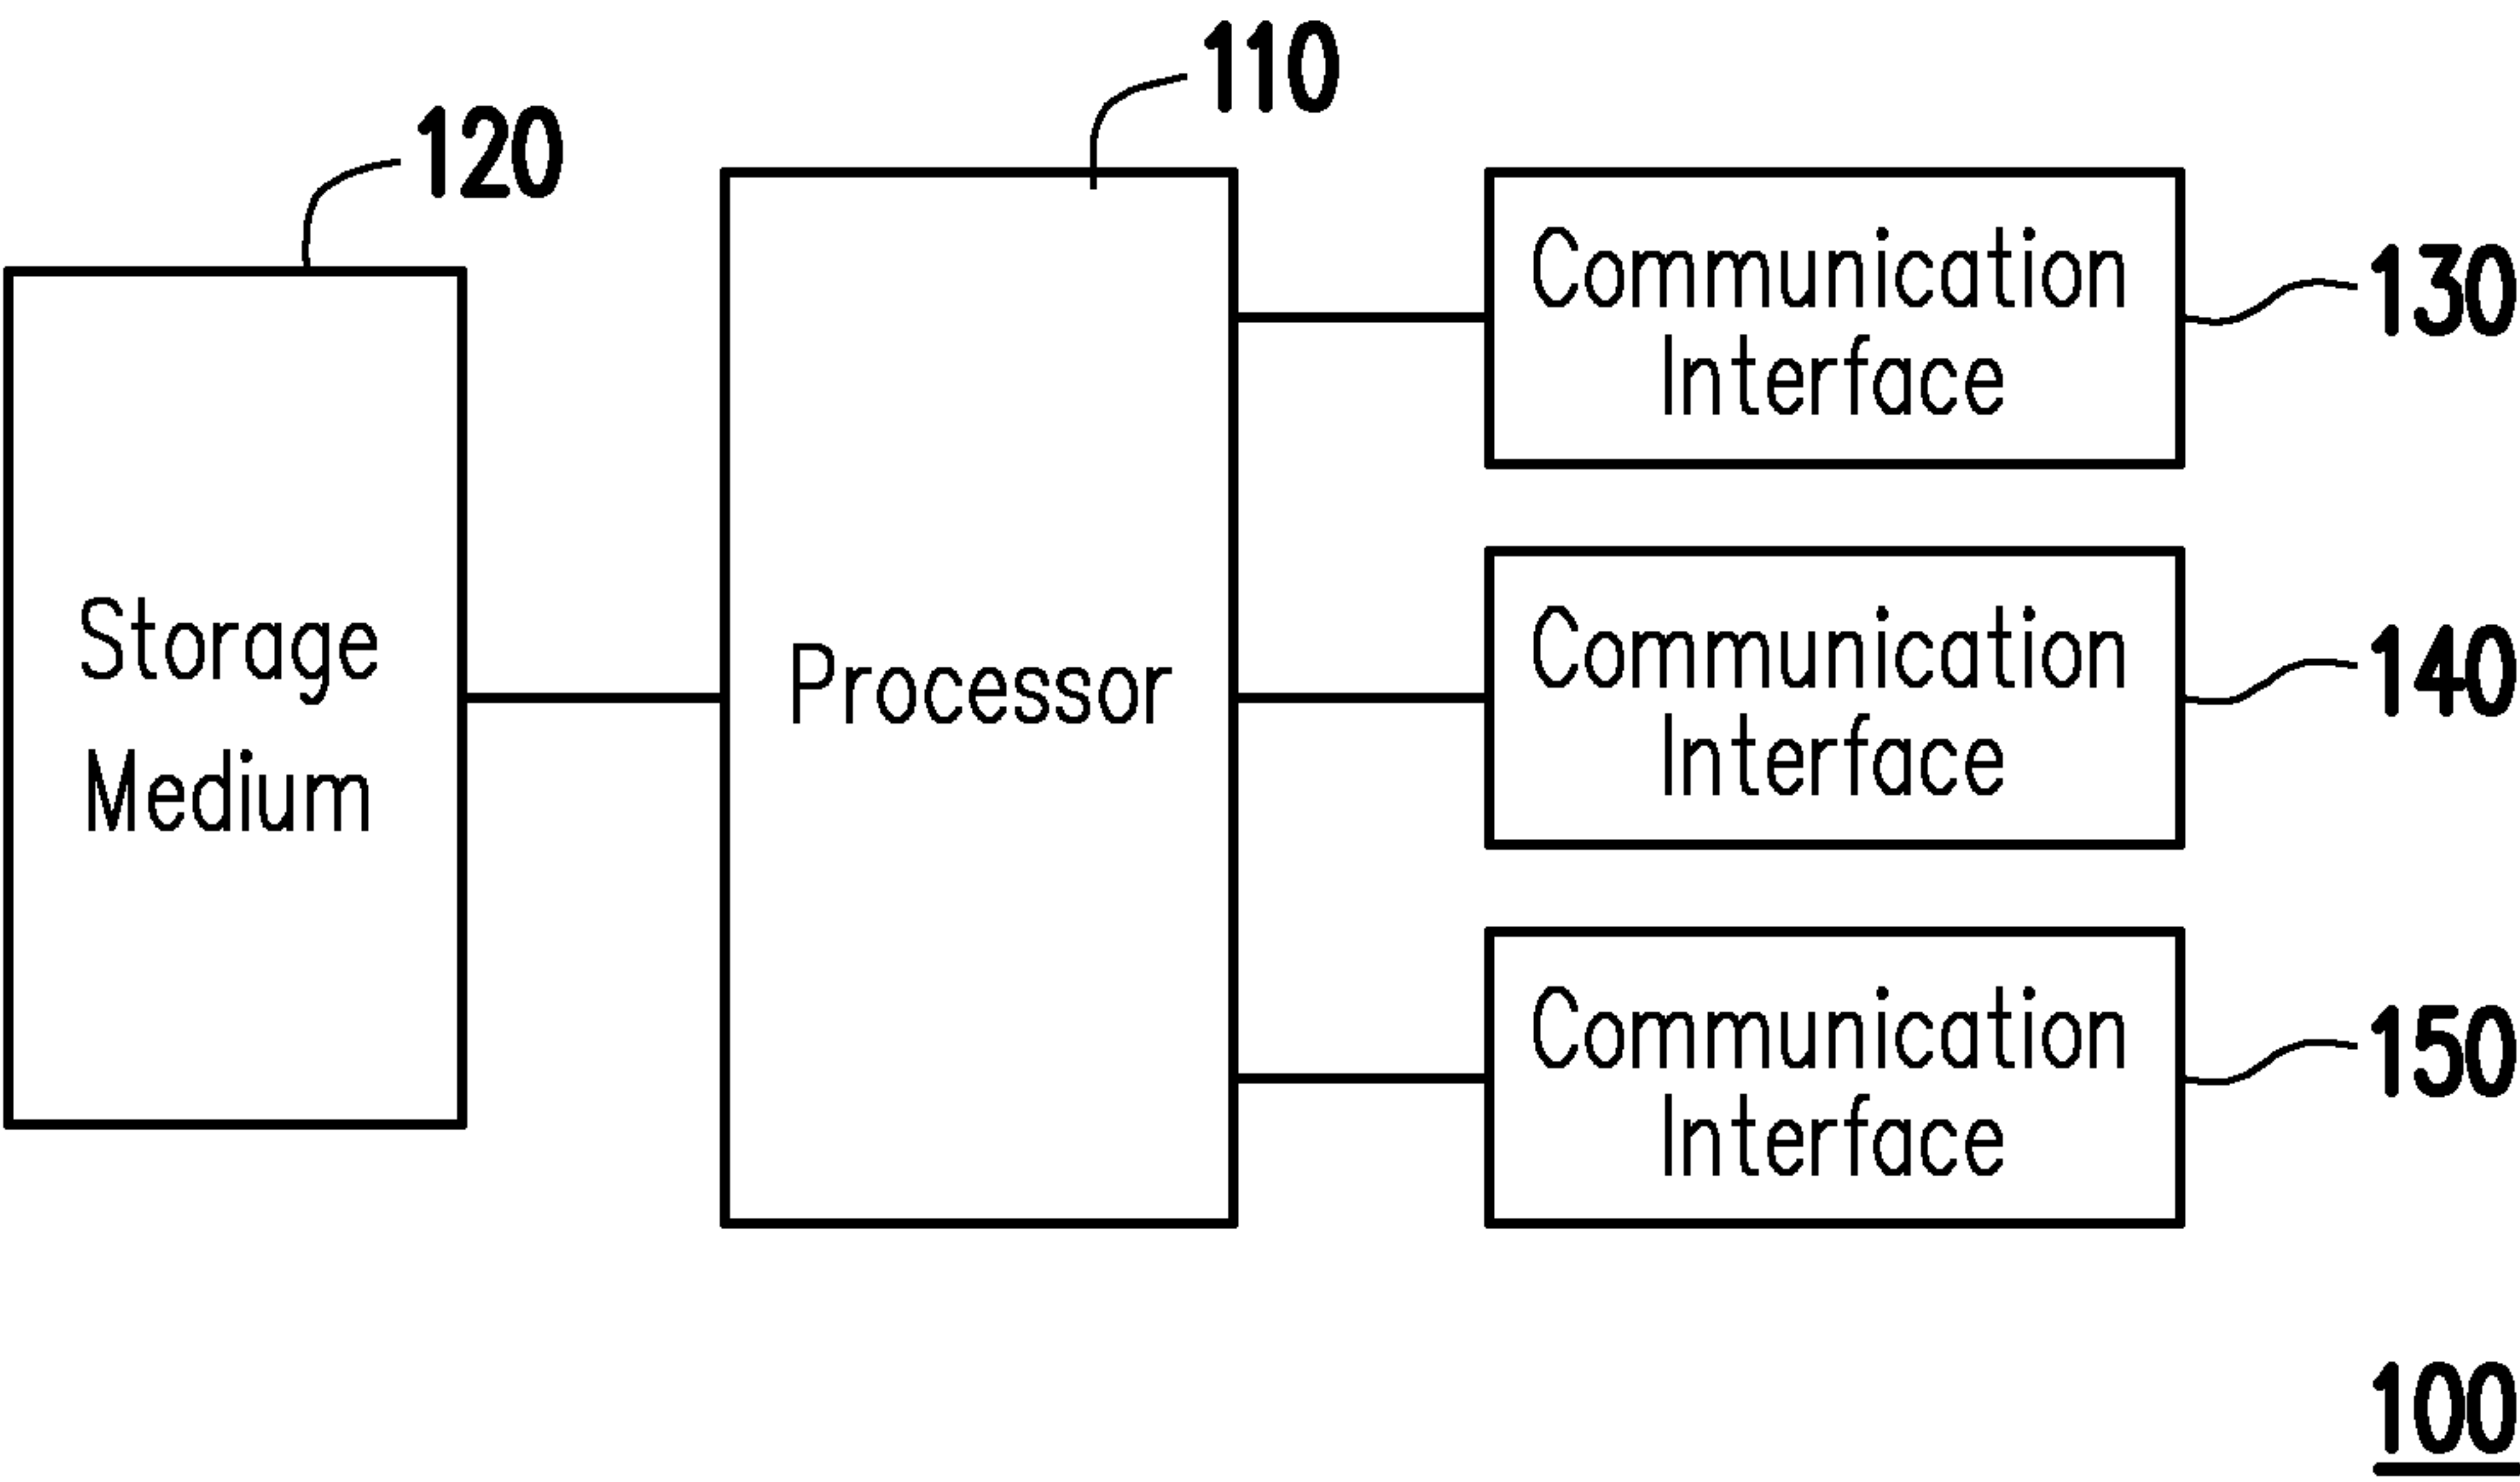 110
120
Storage
Medium
Processor
Communication
Interface
130
Communication
Interface
140
Communication
Interface
150
100